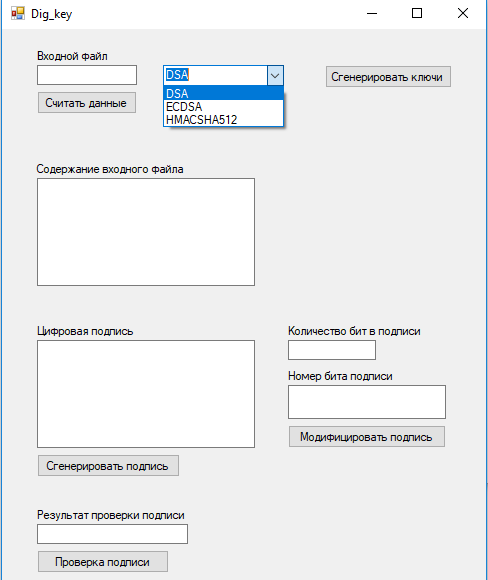 Dig_key
Входной файл
DSA
Сгенерировать ключи
Считать данные
DSA
ECDSA
HMACSHA512
Содержание входного файла
Цифровая подпись
Количество бит в подписи
Номер бита подписи
Модифицировать подпись
Сгенерировать подпись
Результат проверки подписи
Проверка подписи